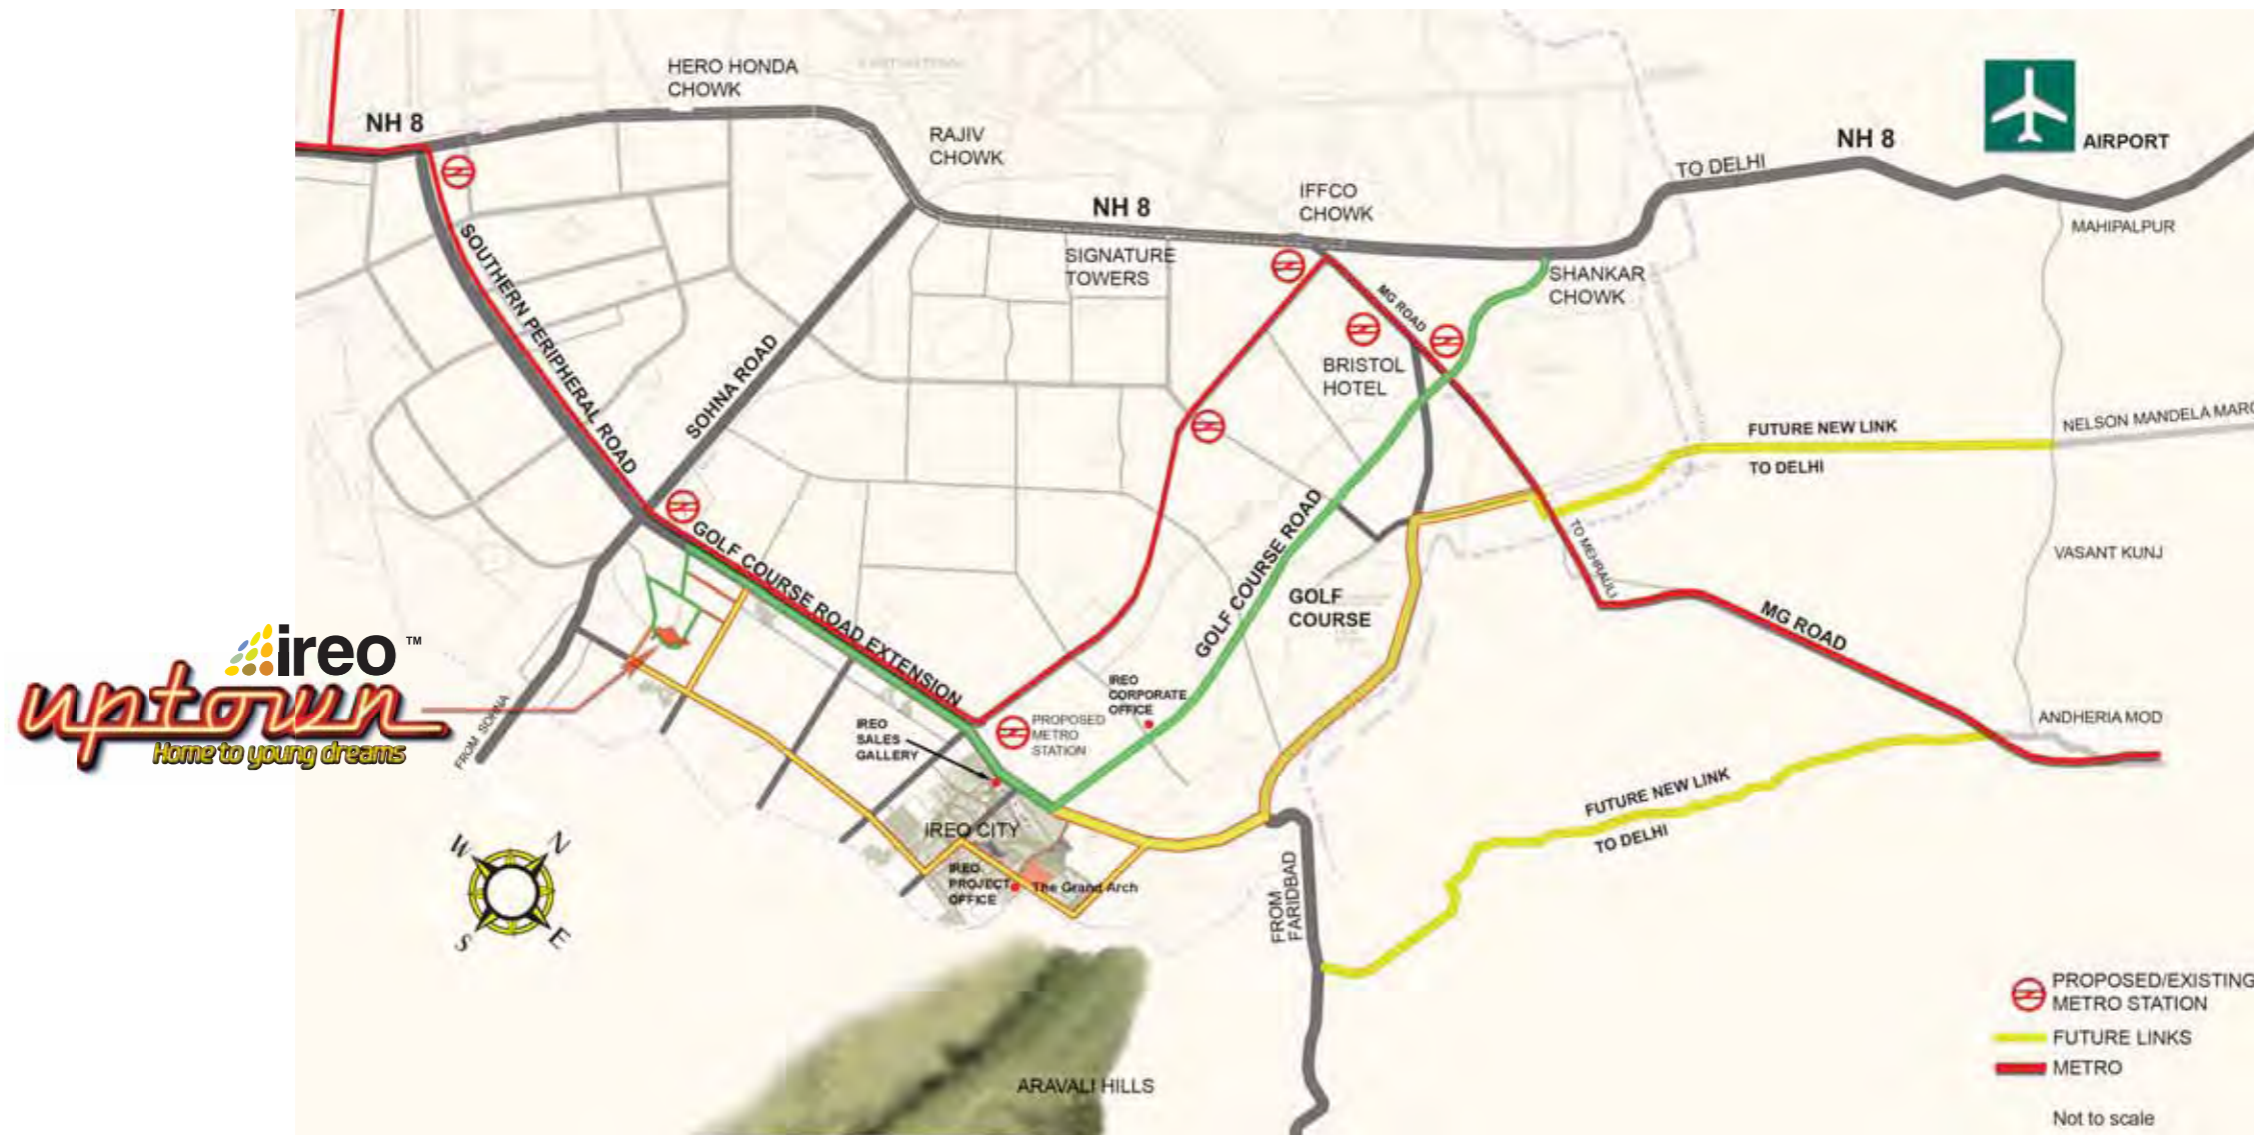 HERO HONDA
CHOWK
NH 8
RAJIV
CHOWK
NH 8
IFFCO
CHOWK
TO DELHI
NH 8
AIRPORT
MAHIPALPUR
SIGNATURE
TOWERS
SHANKAR
CHOWK
MG ROAD
BRISTOL
HOTEL
SOUTHERN PERIPHERAL ROAD
SOHNA ROAD
FUTURE NEW LINK
TO DELHI
NELSON MANDELA MARG
VASANT KUNJ
TO MEHRAULI
GOLF COURSE ROAD
GOLF
COURSE
GOLF COURSE ROAD EXTENSION
MG ROAD
ANDHERIA MOD
ireo ™
uptown
Home to young dreams
FROM SOHNA
IREO
CORPORATE
OFFICE
IREO
SALES
GALLERY
PROPOSED
METRO
STATION
FUTURE NEW LINK
TO DELHI
IREO CITY
IREO
PROJECT
OFFICE
The Grand Arch
FROM
FARIDBAD
W
N
S
E
ARAVALI HILLS
PROPOSED/EXISTING
METRO STATION
FUTURE LINKS
METRO
Not to scale